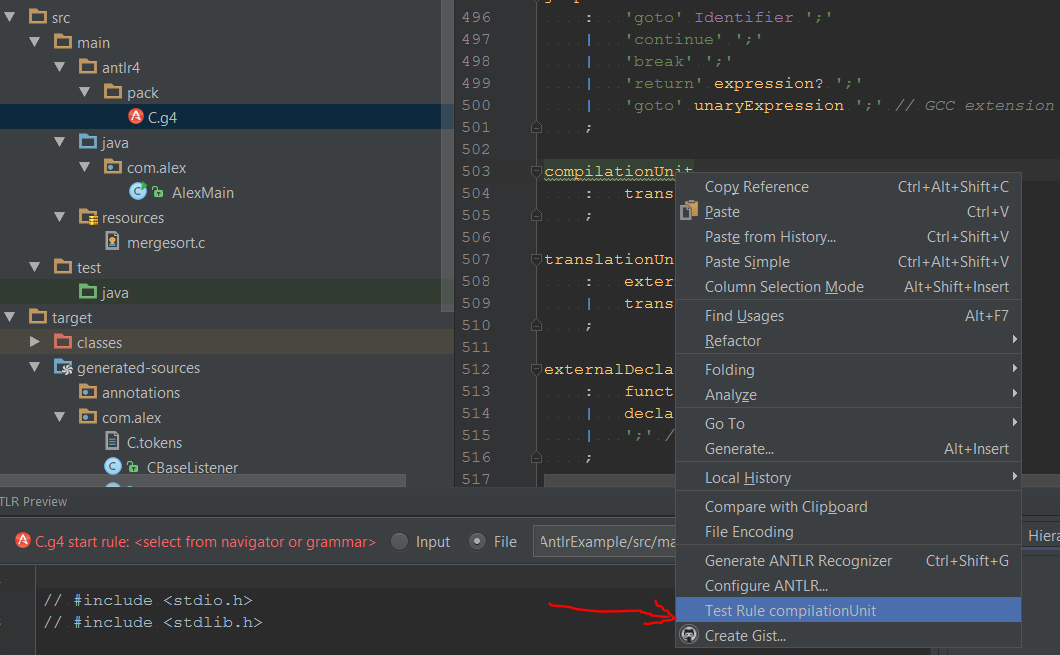 src
main
antlr4
pack
C.g4
java
com.alex
AlexMain
resources
mergesort.c
test
java
target
classes
generated-sources
annotations
com.alex
C.tokens
CBaseListener
496 : 'goto' Identifier ';'
497 | 'continue' ';'
498 | 'break' ';'
499 | 'return' expression? ';'
500 | 'goto' unaryExpression ';' // GCC extension
501 ;
502
503 compilationUnit
504 : trans
505 ;
506
507 translationUn
508 : exter
509 | trans
510 ;
511
512 externalDecla
513 : funct
514 | decla
515 | ';' /
516 ;
517
Copy Reference Ctrl+Alt+Shift+C
Paste Ctrl+V
Paste from History... Ctrl+Shift+V
Paste Simple Ctrl+Alt+Shift+V
Column Selection Mode Alt+Shift+Insert
Find Usages Alt+F7
Refactor
Folding
Analyze
Go To
Generate... Alt+Insert
Local History
Compare with Clipboard
File Encoding
Generate ANTLR Recognizer Ctrl+Shift+G
Configure ANTLR...
Test Rule compilationUnit
Create Gist...
TLR Preview
C.g4 start rule: <select from navigator or grammar> Input File AntlrExample/src/ma Hiera
// #include <stdio.h>
// #include <stdlib.h>